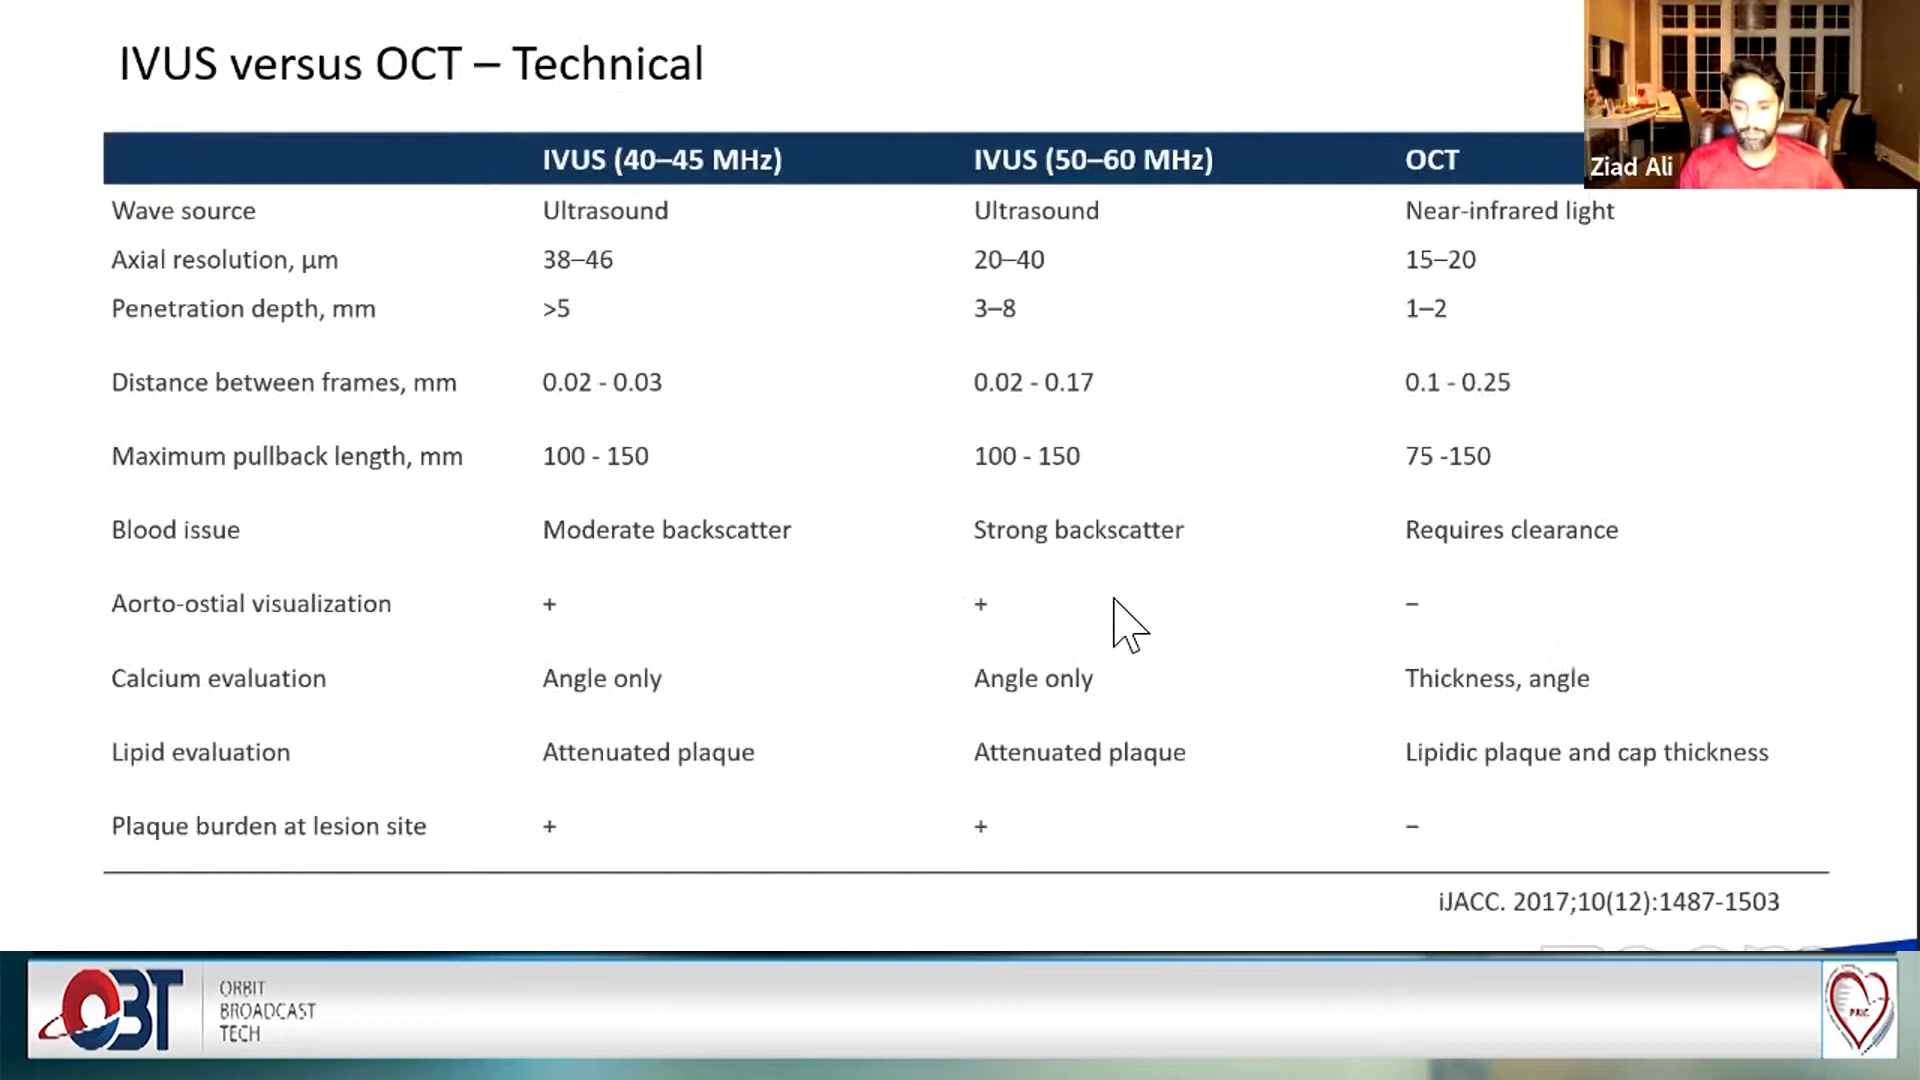 IVUS versus OCT – Technical
Ziad Ali
IVUS (40–45 MHz) IVUS (50–60 MHz) OCT
Wave source Ultrasound Ultrasound Near-infrared light
Axial resolution, µm 38–46 20–40 15–20
Penetration depth, mm >5 3–8 1–2
Distance between frames, mm 0.02 - 0.03 0.02 - 0.17 0.1 - 0.25
Maximum pullback length, mm 100 - 150 100 - 150 75 -150
Blood issue Moderate backscatter Strong backscatter Requires clearance
Aorto-ostial visualization + + –
Calcium evaluation Angle only Angle only Thickness, angle
Lipid evaluation Attenuated plaque Attenuated plaque Lipidic plaque and cap thickness
Plaque burden at lesion site + + –
iJACC. 2017;10(12):1487-1503
OBT
ORBIT
BROADCAST
TECH
PRIC